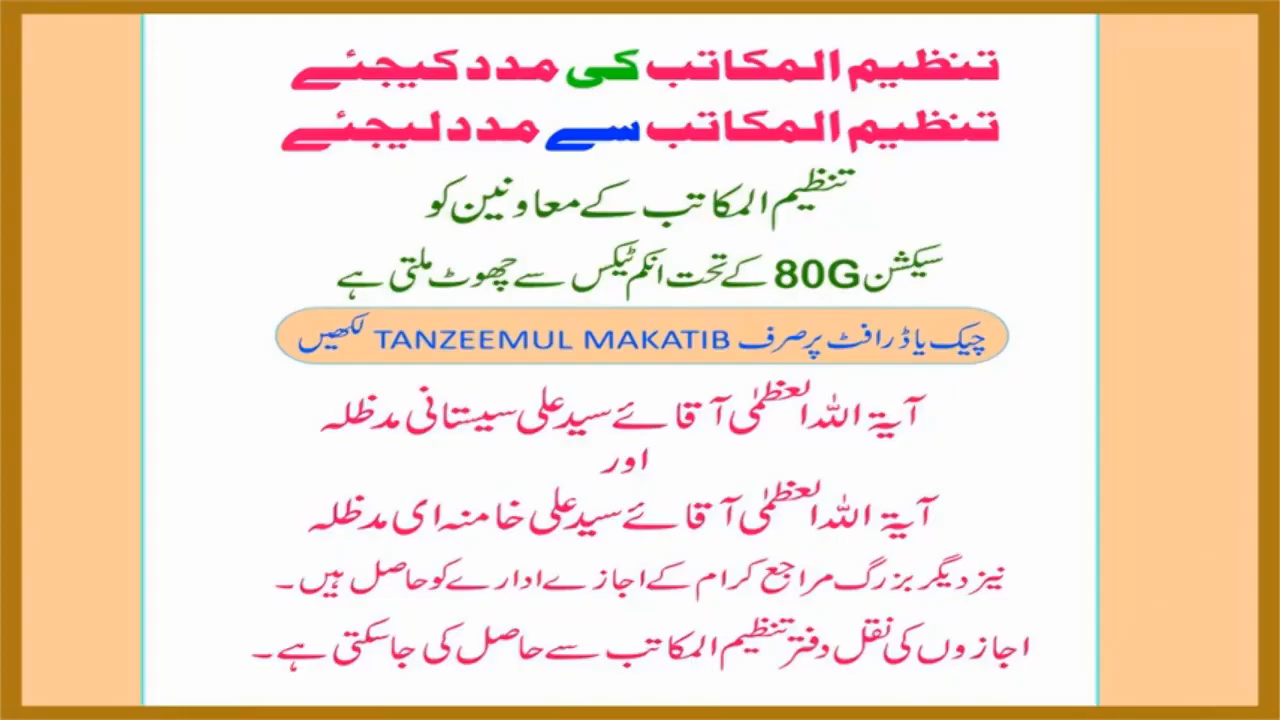 تنظیم المکاتب کی مدد کیجئے
تنظیم المکاتب سے مدد لیجئے
تنظیم المکاتب کے معاونین کو
سیکشن 80G کے تحت انکم ٹیکس سے چھوٹ ملتی ہے
چیک یا ڈرافٹ پر صرف TANZEEMUL MAKATIB لکھیں
آیۃ اللہ العظمٰی آقائے سید علی سیستانی مدظلہ
اور
آیۃ اللہ العظمٰی آقائے سید علی خامنہ ای مدظلہ
نیز دیگر بزرگ مراجع کرام کے اجازے ادارے کو حاصل ہیں۔
اجازوں کی نقل دفتر تنظیم المکاتب سے حاصل کی جاسکتی ہے۔